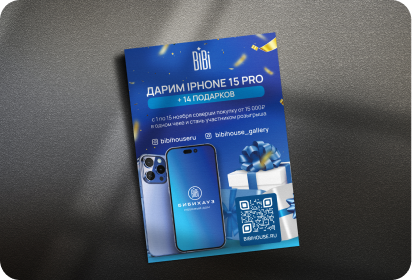 BiBi
ДАРИМ IPHONE 15 PRO
+ 14 ПОДАРКОВ
с 1 по 15 ноября соверши покупку от 15 000₽
в одном чеке и стань участником розыгрыша
bibihouseru bibihouse_gallery
БИБИХАУЗ
BIBIHOUSE.RU